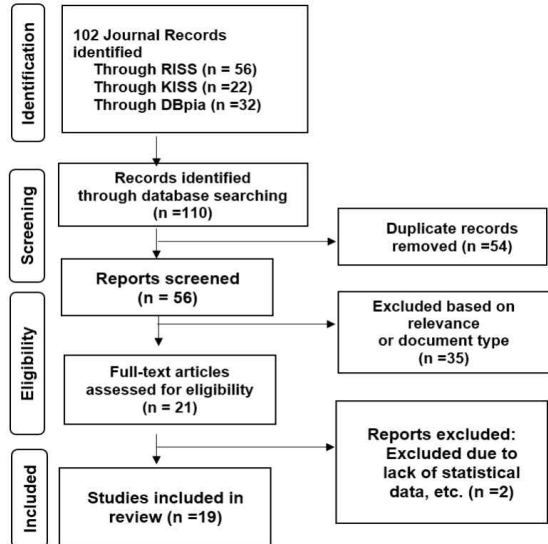 Identification
102 Journal Records
identified
Through RISS (n = 56)
Through KISS (n =22)
Through DBpia (n =32)
Screening
Records identified
through database searching
(n =110)
Duplicate records
removed (n =54)
Reports screened
(n = 56)
Eligibility
Excluded based on
relevance
or document type
(n =35)
Full-text articles
assessed for eligibility
(n = 21)
Reports excluded:
Excluded due to
lack of statistical
data, etc. (n =2)
Included
Studies included in
review (n =19)